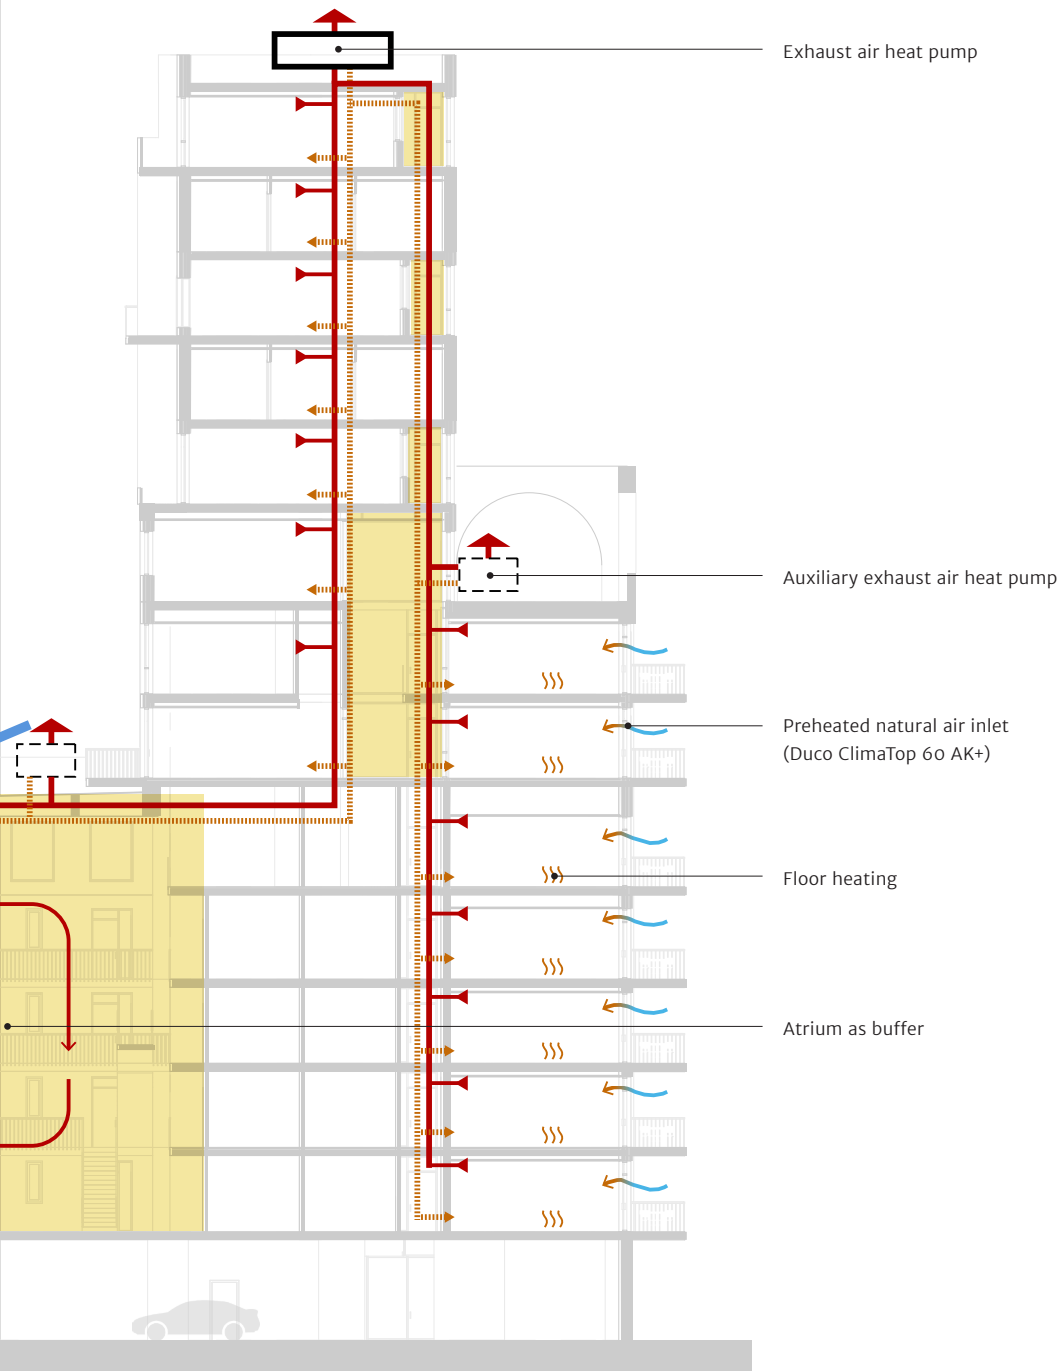 Exhaust air heat pump
Auxiliary exhaust air heat pump
Preheated natural air inlet
(Duco ClimaTop 60 AK+)
Floor heating
Atrium as buffer